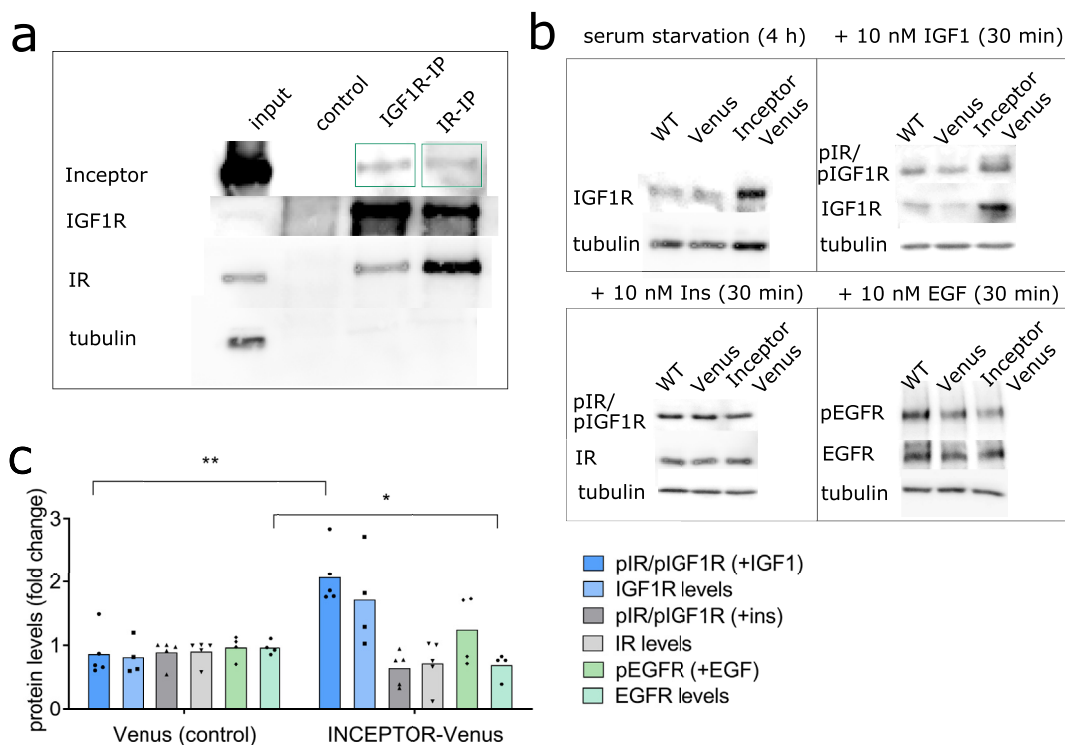 a
input
control
IGF1R-IP
IR-IP
Inceptor
IGF1R
IR
tubulin
b
serum starvation (4 h)
+ 10 nM IGF1 (30 min)
WT
Venus
Inceptor
Venus
IGF1R
tubulin
WT
Venus
Inceptor
Venus
pIR/
pIGF1R
IGF1R
tubulin
+ 10 nM Ins (30 min)
+ 10 nM EGF (30 min)
WT
Venus
Inceptor
Venus
pIR/
pIGF1R
IR
tubulin
WT
Venus
Inceptor
Venus
pEGFR
EGFR
tubulin
c
**
*
protein levels (fold change)
3
2
1
0
Venus (control)
INCEPTOR-Venus
pIR/pIGF1R (+IGF1)
IGF1R levels
pIR/pIGF1R (+ins)
IR levels
pEGFR (+EGF)
EGFR levels